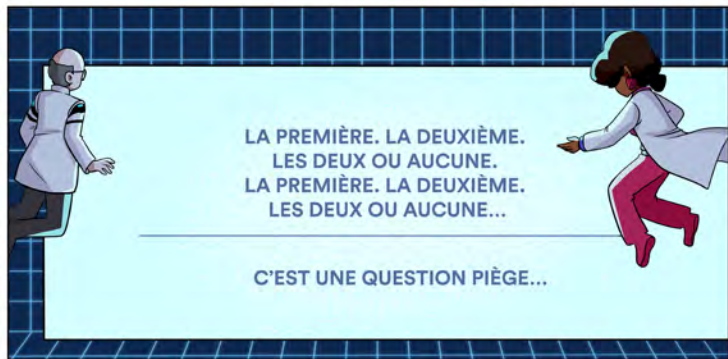 LA PREMIÈRE. LA DEUXIÈME.
LES DEUX OU AUCUNE.
LA PREMIÈRE. LA DEUXIÈME.
LES DEUX OU AUCUNE...
C'EST UNE QUESTION PIÈGE...